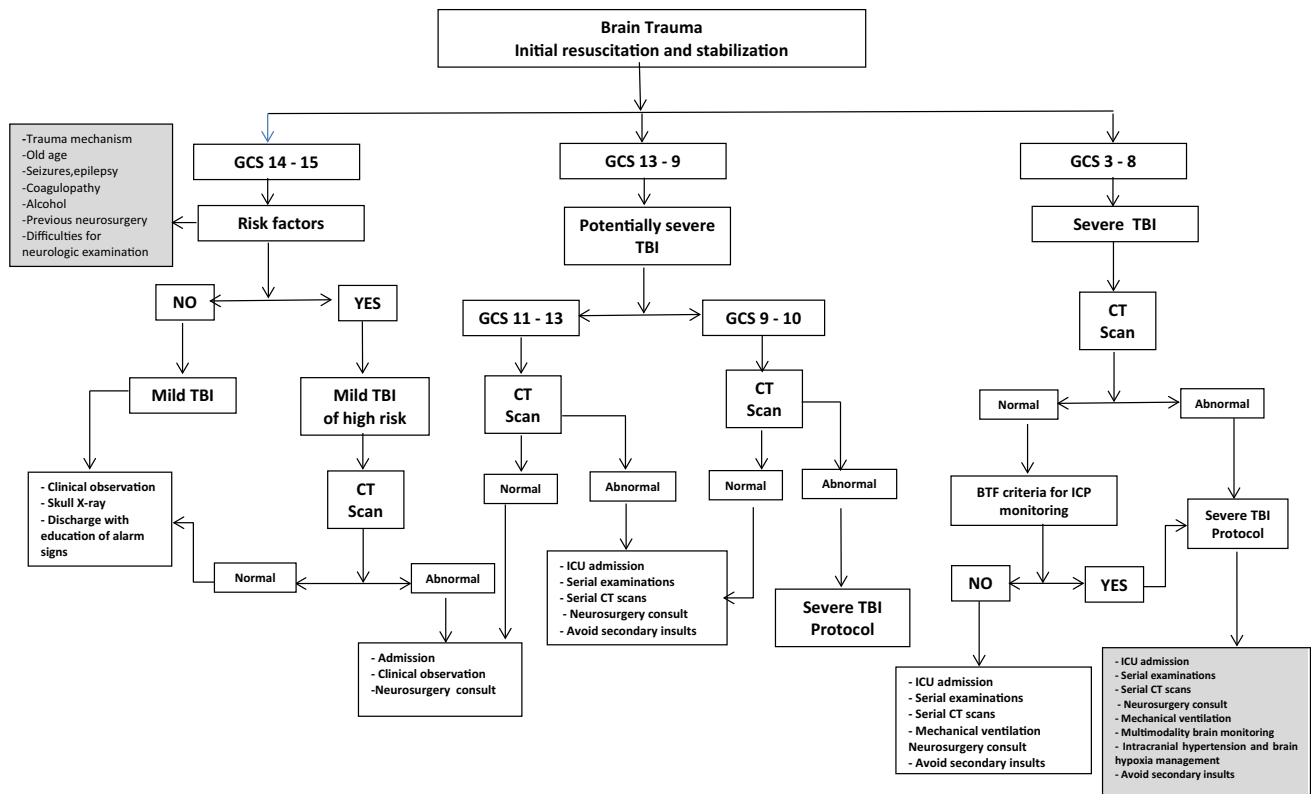 Brain Trauma
Initial resuscitation and stabilization
-Trauma mechanism
-Old age
-Seizures,epilepsy
-Coagulopathy
-Alcohol
-Previous neurosurgery
-Difficulties for
neurologic examination
GCS 14 - 15
GCS 13 - 9
GCS 3 - 8
Risk factors
Potentially severe
TBI
Severe TBI
NO
YES
GCS 11 - 13
GCS 9 - 10
CT
Scan
Mild TBI
Mild TBI
of high risk
CT
Scan
CT
Scan
Normal
Abnormal
- Clinical observation
- Skull X-ray
- Discharge with
education of alarm
signs
CT
Scan
Normal
Abnormal
Normal
Abnormal
BTF criteria for ICP
monitoring
Severe TBI
Protocol
Normal
Abnormal
- ICU admission
- Serial examinations
- Serial CT scans
- Neurosurgery consult
- Avoid secondary insults
Severe TBI
Protocol
NO
YES
- Admission
- Clinical observation
-Neurosurgery consult
- ICU admission
- Serial examinations
- Serial CT scans
- Mechanical ventilation
Neurosurgery Consult
- Avoid secondary insults
- ICU admission
- Serial examinations
- Serial CT scans
- Neurosurgery consult
- Mechanical ventilation
- Multimodality brain monitoring
- Intracranial hypertension and brain
hypoxia management
- Avoid secondary insults